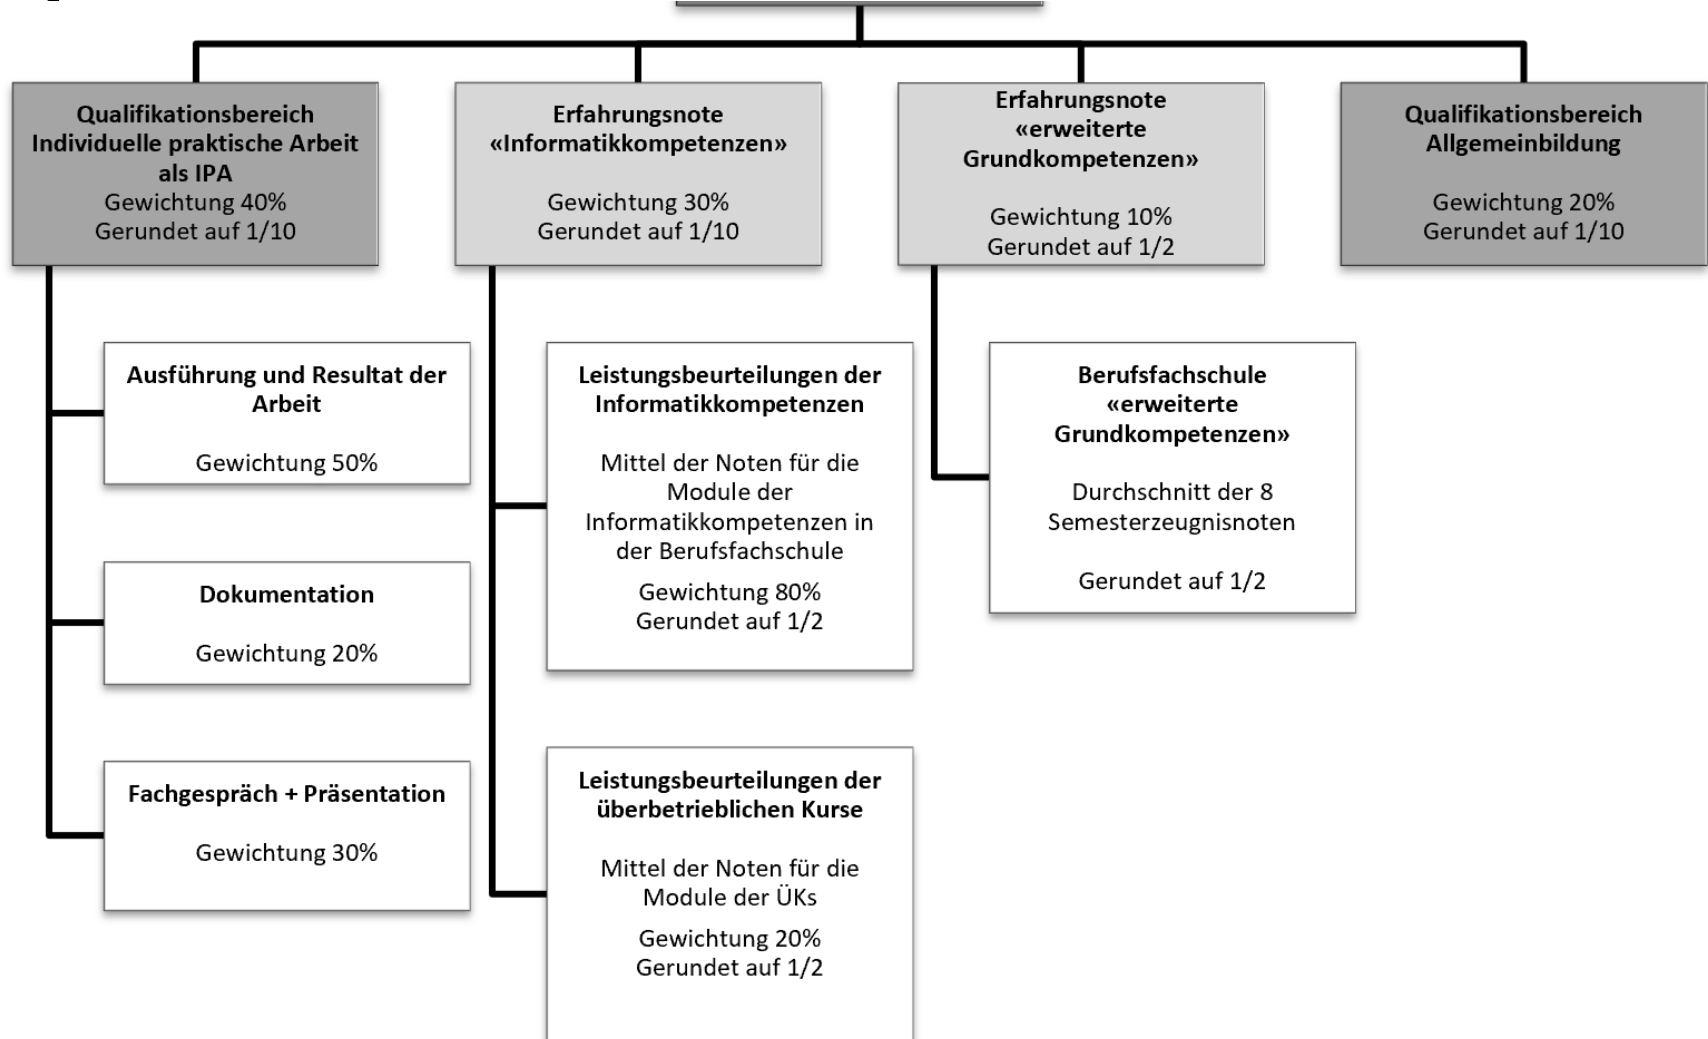 Qualifikationsbereich
Individuelle praktische Arbeit
als IPA
Gewichtung 40%
Gerundet auf 1/10
Erfahrungsnote
«Informatikkompetenzen»
Gewichtung 30%
Gerundet auf 1/10
Erfahrungsnote
«erweiterte
Grundkompetenzen»
Gewichtung 10%
Gerundet auf 1/2
Qualifikationsbereich
Allgemeinbildung
Gewichtung 20%
Gerundet auf 1/10
Ausführung und Resultat der
Arbeit
Gewichtung 50%
Dokumentation
Gewichtung 20%
Fachgespräch + Präsentation
Gewichtung 30%
Leistungsbeurteilungen der
Informatikkompetenzen
Mittel der Noten für die
Module der
Informatikkompetenzen in
der Berufsfachschule
Gewichtung 80%
Gerundet auf 1/2
Leistungsbeurteilungen der
überbetrieblichen Kurse
Mittel der Noten für die
Module der ÜKs
Gewichtung 20%
Gerundet auf 1/2
Berufsfachschule
«erweiterte
Grundkompetenzen»
Durchschnitt der 8
Semesterzeugnisnoten
Gerundet auf 1/2